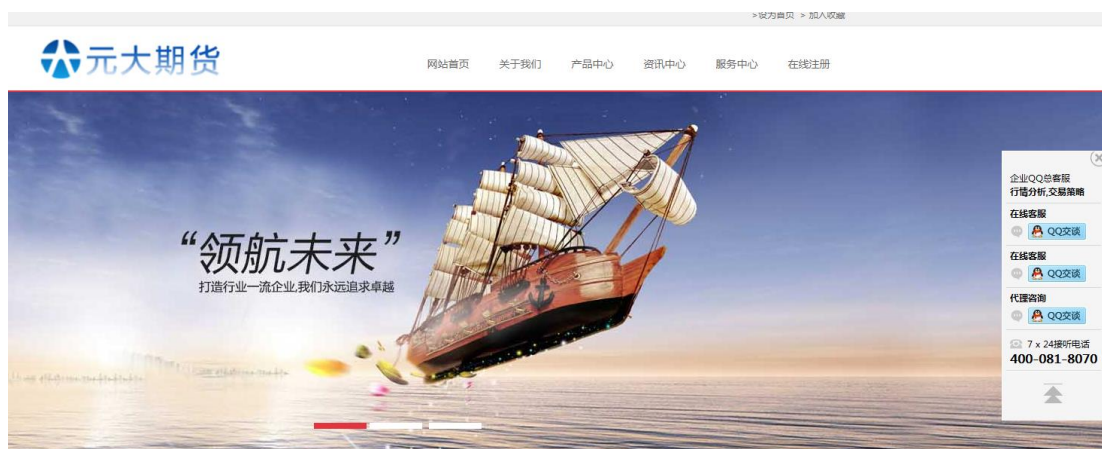 >设为首页 >加入收藏
元大期货
网站首页 关于我们 产品中心 资讯中心 服务中心 在线注册
“领航未来”
打造行业一流企业,我们永远追求卓越
企业QQ总客服
行情分析,交易策略
在线客服
QQ交谈
在线客服
QQ交谈
代理咨询
QQ交谈
7 x 24接听电话
400-081-8070